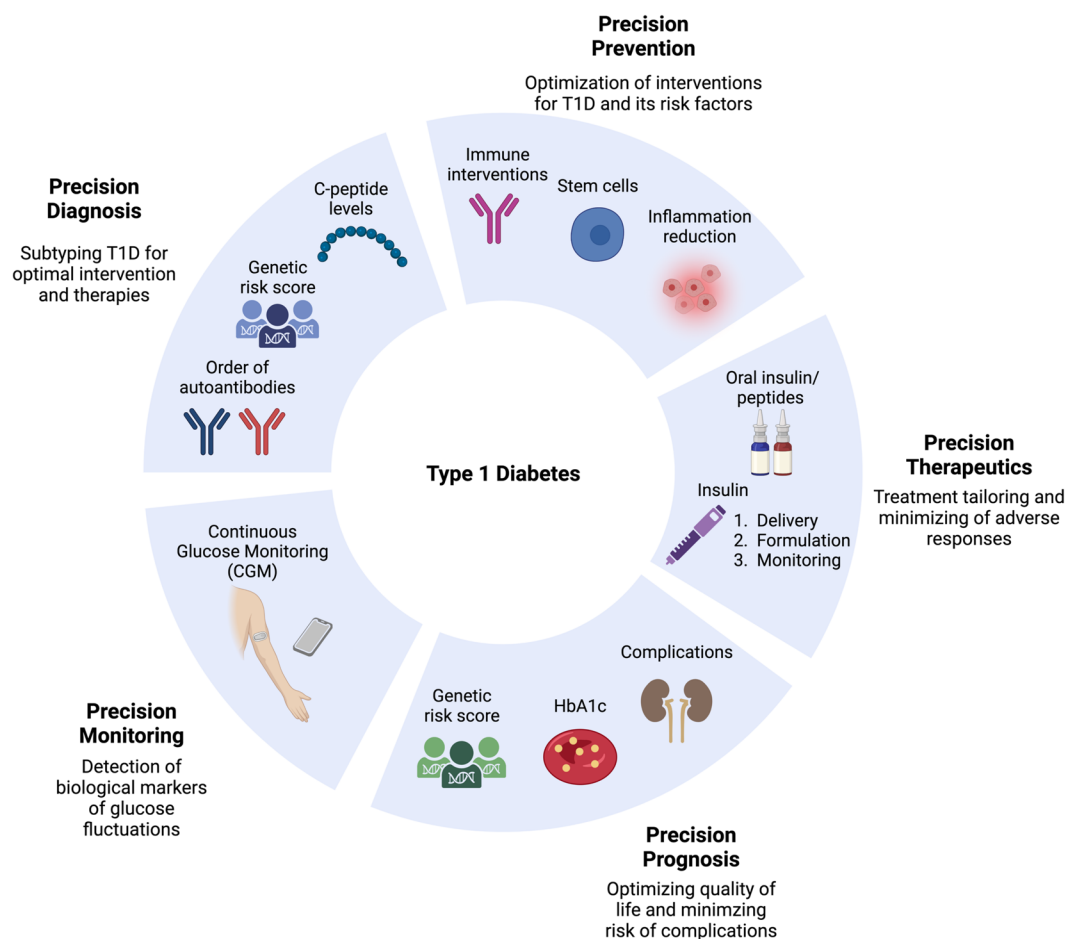 Precision
Prevention
Optimization of interventions
for T1D and its risk factors
Immune
interventions
Stem cells
Inflammation
reduction
Precision
Diagnosis
Subtyping T1D for
optimal intervention
and therapies
C-peptide
levels
Genetic
risk score
Order of
autoantibodies
Type 1 Diabetes
Oral insulin/
peptides
Insulin
1. Delivery
2. Formulation
3. Monitoring
Precision
Therapeutics
Treatment tailoring and
minimizing of adverse
responses
Continuous
Glucose Monitoring
(CGM)
Precision
Monitoring
Detection of
biological markers
of glucose
fluctuations
Genetic
risk score
HbA1c
Complications
Precision
Prognosis
Optimizing quality of
life and minimzing
risk of complications